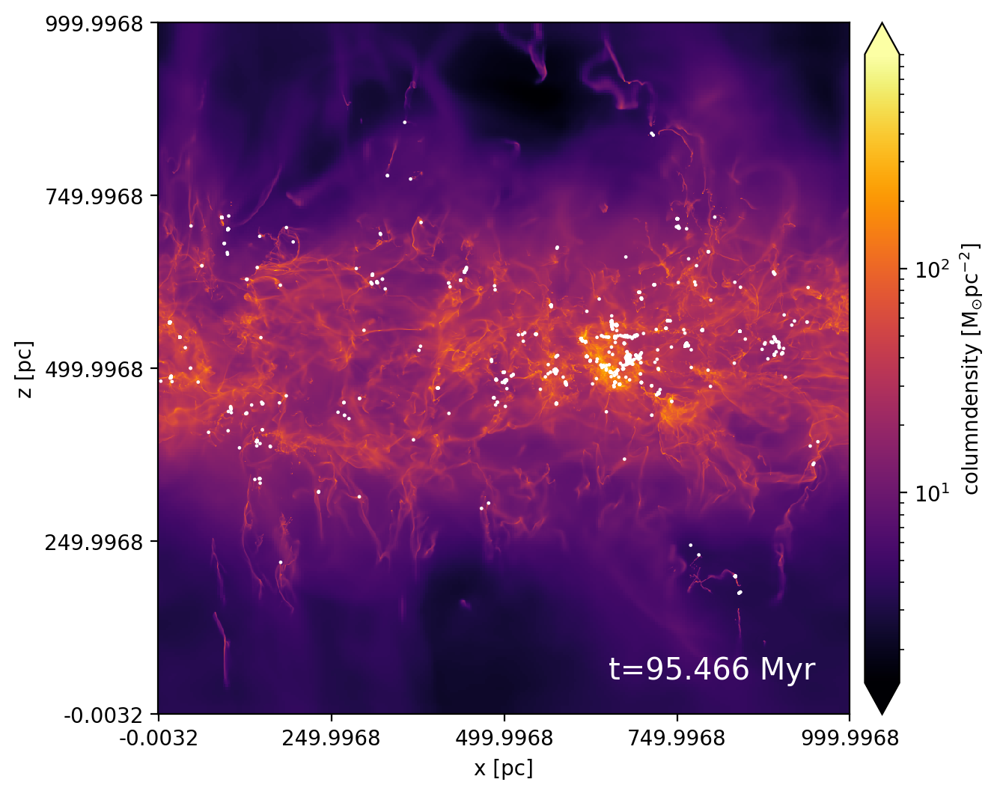 999.9968
749.9968
499.9968
249.9968
-0.0032
z [pc]
t=95.466 Myr
-0.0032 249.9968 499.9968 749.9968 999.9968
x [pc]
10²
10¹
columndensity [M☉pc⁻²]